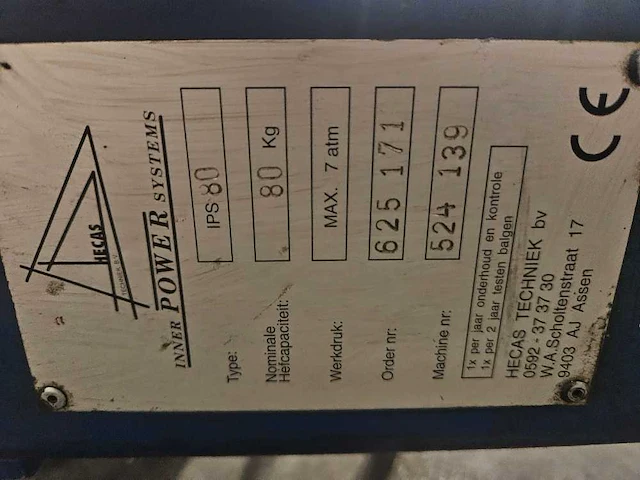 HECAS
TECHNIEK B.V.
INNER POWER SYSTEMS
Type: IPS 80
Nominale
Hefcapaciteit: 80 Kg
Werkdruk: MAX. 7 atm
Order nr: 625 171
Machine nr: 524 139
1x per jaar onderhoud en kontrole
1x per 2 jaar testen balgen
HECAS TECHNIEK bv
0592 - 37 37 30
W.A.Scholtenstraat 17
9403 AJ Assen
CE